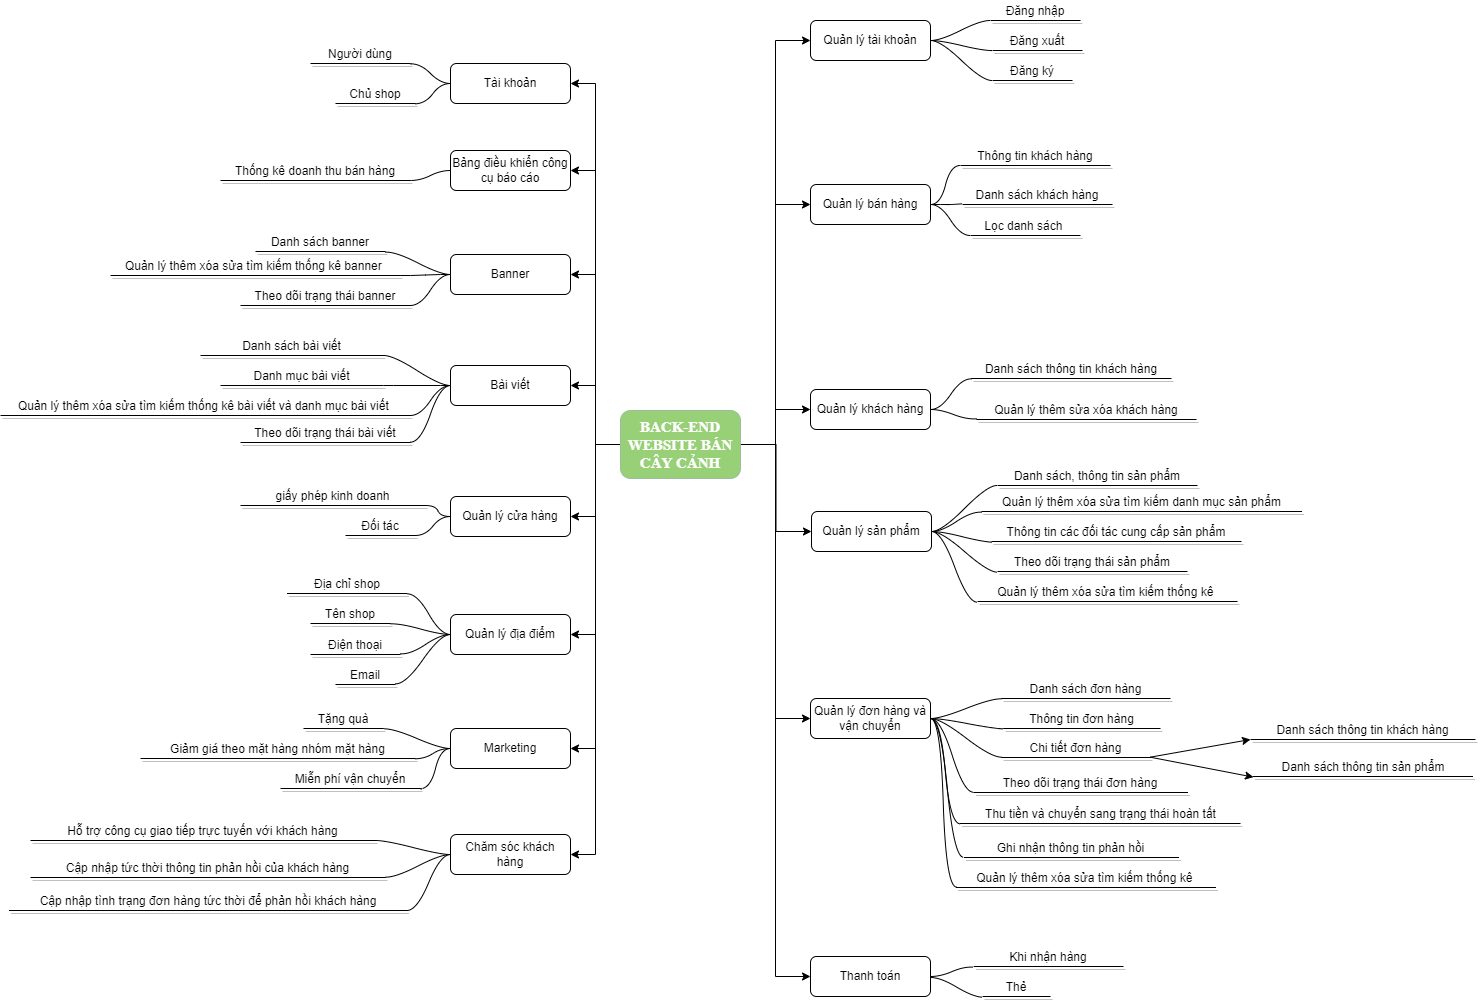 BACK-END
WEBSITE BÁN
CÂY CẢNH
Tài khoản
Người dùng
Chủ shop
Bảng điều khiển công
cụ báo cáo
Thống kê doanh thu bán hàng
Banner
Danh sách banner
Quản lý thêm xóa sửa tìm kiếm thống kê banner
Theo dõi trạng thái banner
Bài viết
Danh sách bài viết
Danh mục bài viết
Quản lý thêm xóa sửa tìm kiếm thống kê bài viết và danh mục bài viết
Theo dõi trạng thái bài viết
Quản lý cửa hàng
giấy phép kinh doanh
Đối tác
Quản lý địa điểm
Địa chỉ shop
Tên shop
Điện thoại
Email
Marketing
Tặng quà
Giảm giá theo mặt hàng nhóm mặt hàng
Miễn phí vận chuyển
Chăm sóc khách
hàng
Hỗ trợ công cụ giao tiếp trực tuyến với khách hàng
Cập nhập tức thời thông tin phản hồi của khách hàng
Cập nhập tình trạng đơn hàng tức thời để phản hồi khách hàng
Quản lý tài khoản
Đăng nhập
Đăng xuất
Đăng ký
Quản lý bán hàng
Thông tin khách hàng
Danh sách khách hàng
Lọc danh sách
Quản lý khách hàng
Danh sách thông tin khách hàng
Quản lý thêm sửa xóa khách hàng
Quản lý sản phẩm
Danh sách, thông tin sản phẩm
Quản lý thêm xóa sửa tìm kiếm danh mục sản phẩm
Thông tin các đối tác cung cấp sản phẩm
Theo dõi trạng thái sản phẩm
Quản lý thêm xóa sửa tìm kiếm thống kê
Quản lý đơn hàng và
vận chuyển
Danh sách đơn hàng
Thông tin đơn hàng
Chi tiết đơn hàng
Danh sách thông tin khách hàng
Danh sách thông tin sản phẩm
Theo dõi trạng thái đơn hàng
Thu tiền và chuyển sang trạng thái hoàn tất
Ghi nhận thông tin phản hồi
Quản lý thêm xóa sửa tìm kiếm thống kê
Thanh toán
Khi nhận hàng
Thẻ